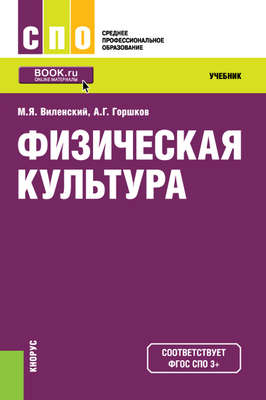 СПО
СРЕДНЕЕ
ПРОФЕССИОНАЛЬНОЕ
ОБРАЗОВАНИЕ
BOOK.ru
ONLINE МАТЕРИАЛЫ
УЧЕБНИК
М.Я. Виленский, А.Г. Горшков
ФИЗИЧЕСКАЯ
КУЛЬТУРА
КНОРУС
СООТВЕТСТВУЕТ
ФГОС СПО 3+